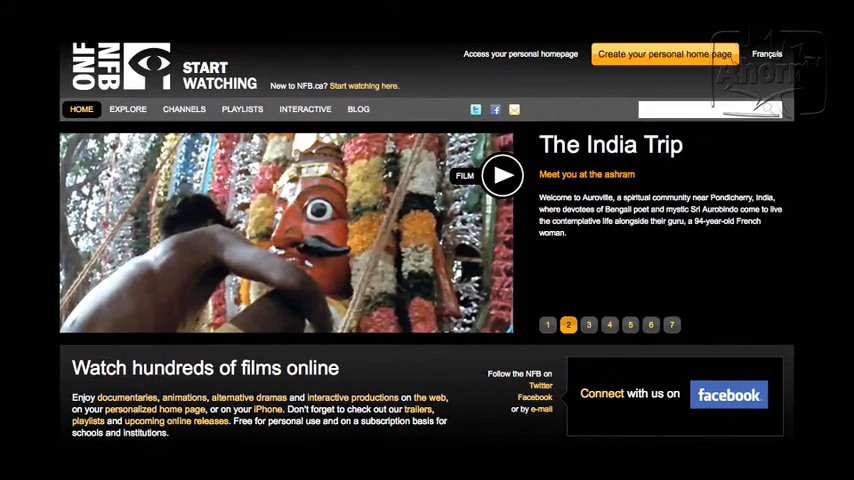 ONF
NFB
START
WATCHING
New to NFB.ca? Start watching here.
Access your personal homepage
Create your personal home page
Français
HOME
EXPLORE
CHANNELS
PLAYLISTS
INTERACTIVE
BLOG
FILM
The India Trip
Meet you at the ashram
Welcome to Auroville, a spiritual community near Pondicherry, India,
where devotees of Bengali poet and mystic Sri Aurobindo come to live
the contemplative life alongside their guru, a 94-year-old French
woman.
1 2 3 4 5 6 7
Watch hundreds of films online
Enjoy documentaries, animations, alternative dramas and interactive productions on the web,
on your personalized home page, or on your iPhone. Don't forget to check out our trailers,
playlists and upcoming online releases. Free for personal use and on a subscription basis for
schools and institutions.
Follow the NFB on
Twitter
Facebook
or by e-mail
Connect with us on
facebook.